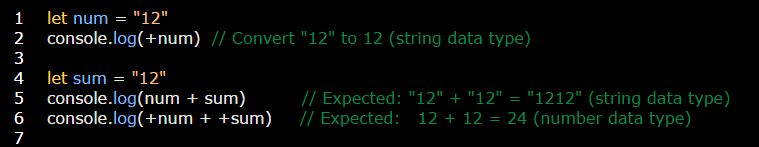 1 let num = "12"
2 console.log(+num) // Convert "12" to 12 (string data type)
3
4 let sum = "12"
5 console.log(num + sum) // Expected: "12" + "12" = "1212" (string data type)
6 console.log(+num + +sum) // Expected: 12 + 12 = 24 (number data type)
7